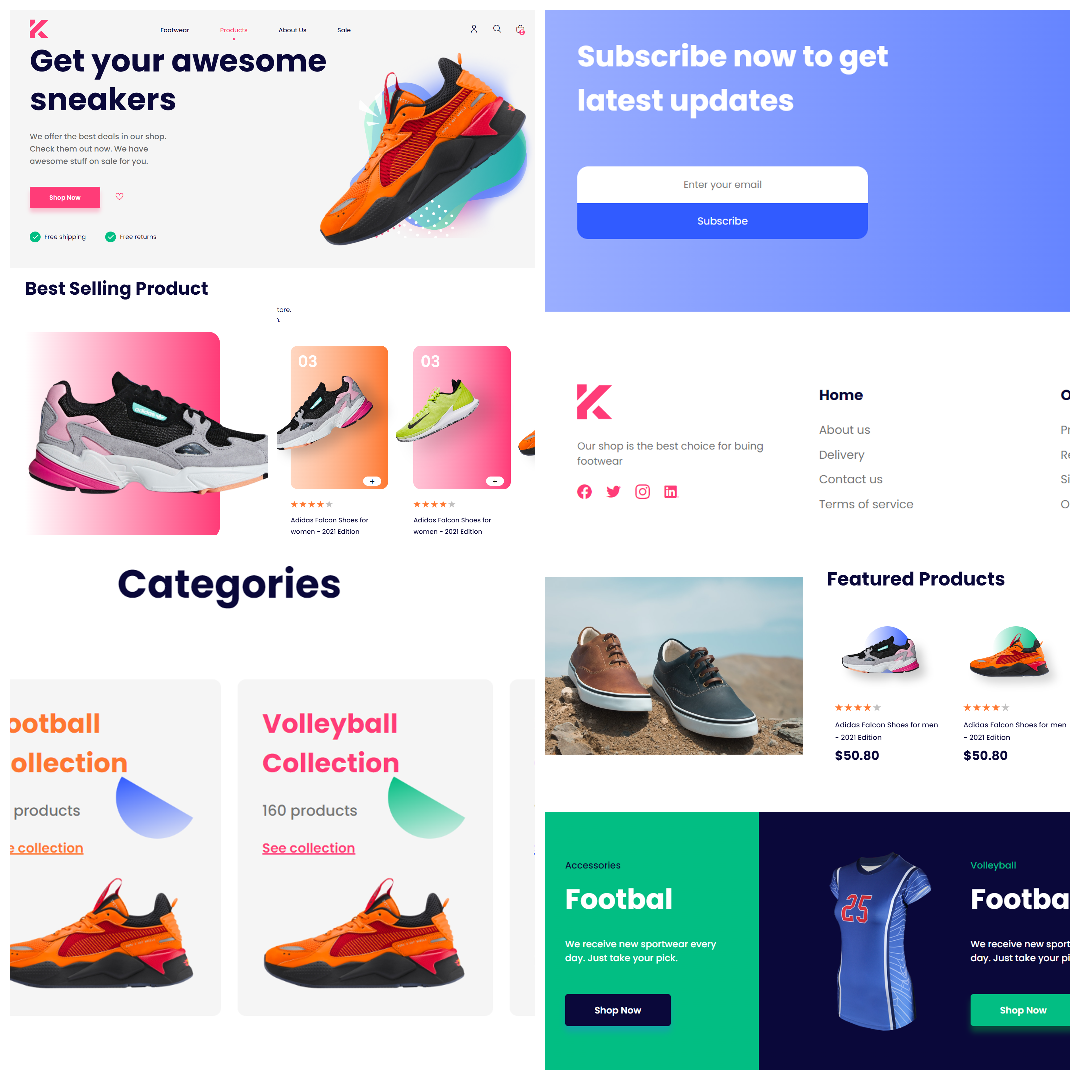 Footwear
Products
About Us
Sale
Get your awesome
sneakers
We offer the best deals in our shop.
Check them out now. We have
awesome stuff on sale for you.
Shop Now
Free shipping
Free returns
Best Selling Product
tore.
03
03
+
-
Adidas Falcon Shoes for
women - 2021 Edition
Adidas Falcon Shoes for
women - 2021 Edition
Subscribe now to get
latest updates
Enter your email
Subscribe
Our shop is the best choice for buing
footwear
Home
About us
Delivery
Contact us
Terms of service
O
Pr
Re
Si
O
Categories
ootball
ollection
products
e collection
Volleyball
Collection
160 products
See collection
Featured Products
Adidas Falcon Shoes for men
- 2021 Edition
$50.80
Adidas Falcon Shoes for men
- 2021 Edition
$50.80
Accessories
Footbal
We receive new sportwear every
day. Just take your pick.
Shop Now
25
Volleyball
Footba
We receive new sport
day. Just take your pi
Shop Now